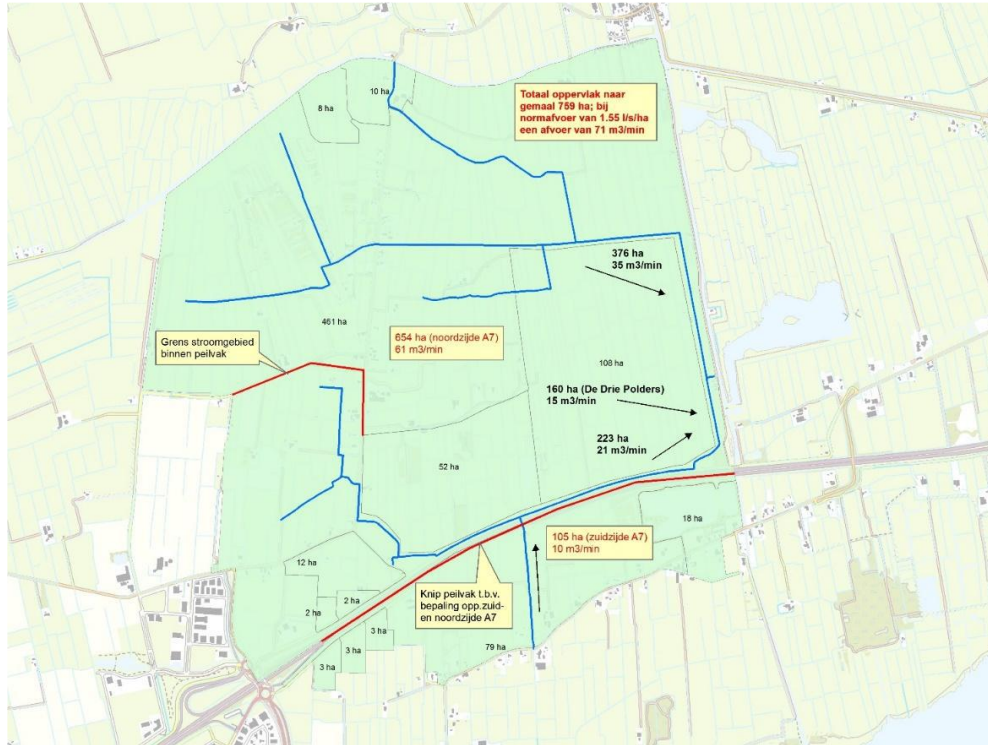 10 ha
8 ha
Totaal oppervlak naar
gemaal 759 ha; bij
normafvoer van 1.55 l/s/ha
een afvoer van 71 m3/min
376 ha
35 m3/min
461 ha
654 ha (noordzijde A7)
61 m3/min
Grens stroomgebied
binnen peilvak
108 ha
160 ha (De Drie Polders)
15 m3/min
223 ha
21 m3/min
52 ha
18 ha
105 ha (zuidzijde A7)
10 m3/min
12 ha
Knip peilvak t.b.v.
bepaling opp.zuid-
en noordzijde A7
2 ha
2 ha
3 ha
3 ha
3 ha
79 ha